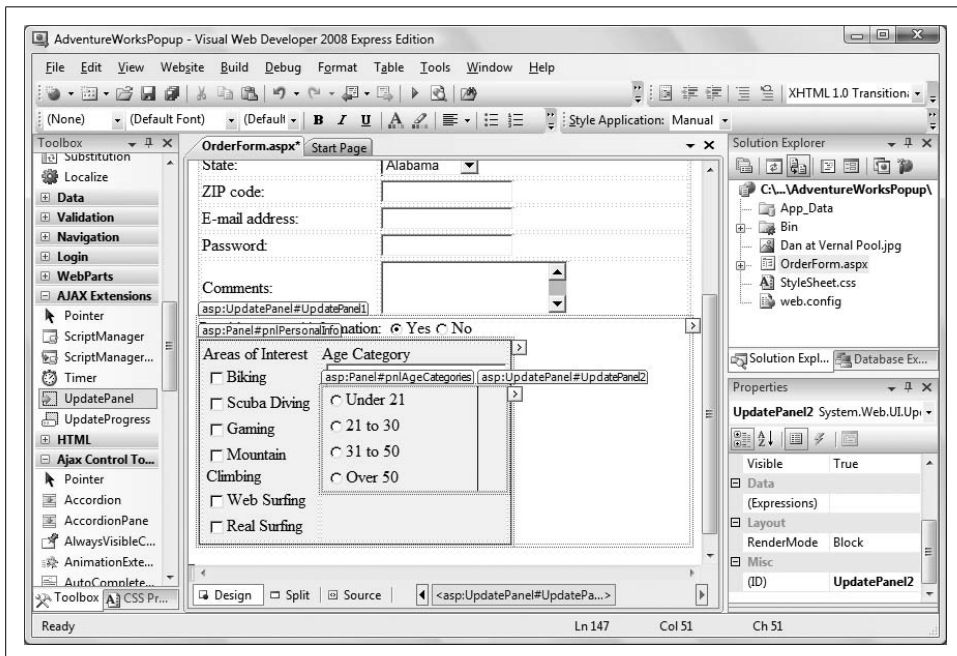 AdventureWorksPopup - Visual Web Developer 2008 Express Edition
File Edit View Website Build Debug Format Table Tools Window Help
XHTML 1.0 Transition:
(None) (Default Font) (Default B I U A Style Application: Manual
Toolbox
Substitution
Localize
Data
Validation
Navigation
Login
WebParts
AJAX Extensions
Pointer
ScriptManager
ScriptManager...
Timer
UpdatePanel
UpdateProgress
HTML
Ajax Control To...
Pointer
Accordion
AccordionPane
AlwaysVisibleC...
AnimationExte...
AutoComplete...
Toolbox CSS Pr...
OrderForm.aspx* Start Page
State: Alabama
ZIP code:
E-mail address:
Password:
Comments:
asp:UpdatePanel#UpdatePanel1
asp:Panel#pnlPersonalInfo mation: Yes No
Areas of Interest Age Category
Biking
asp:Panel#pnlAgeCategories asp:UpdatePanel#UpdatePanel2
Scuba Diving Under 21
Gaming 21 to 30
Mountain 31 to 50
Climbing Over 50
Web Surfing
Real Surfing
Design Split Source <asp:UpdatePanel#UpdatePa...>
Solution Explorer
C:\...\AdventureWorksPopup\
App_Data
Bin
Dan at Vernal Pool.jpg
OrderForm.aspx
StyleSheet.css
web.config
Solution Expl... Database Ex...
Properties
UpdatePanel2 System.Web.UI.Up
Visible True
Data
(Expressions)
Layout
RenderMode Block
Misc
(ID) UpdatePanel2
Ready Ln 147 Col 51 Ch 51